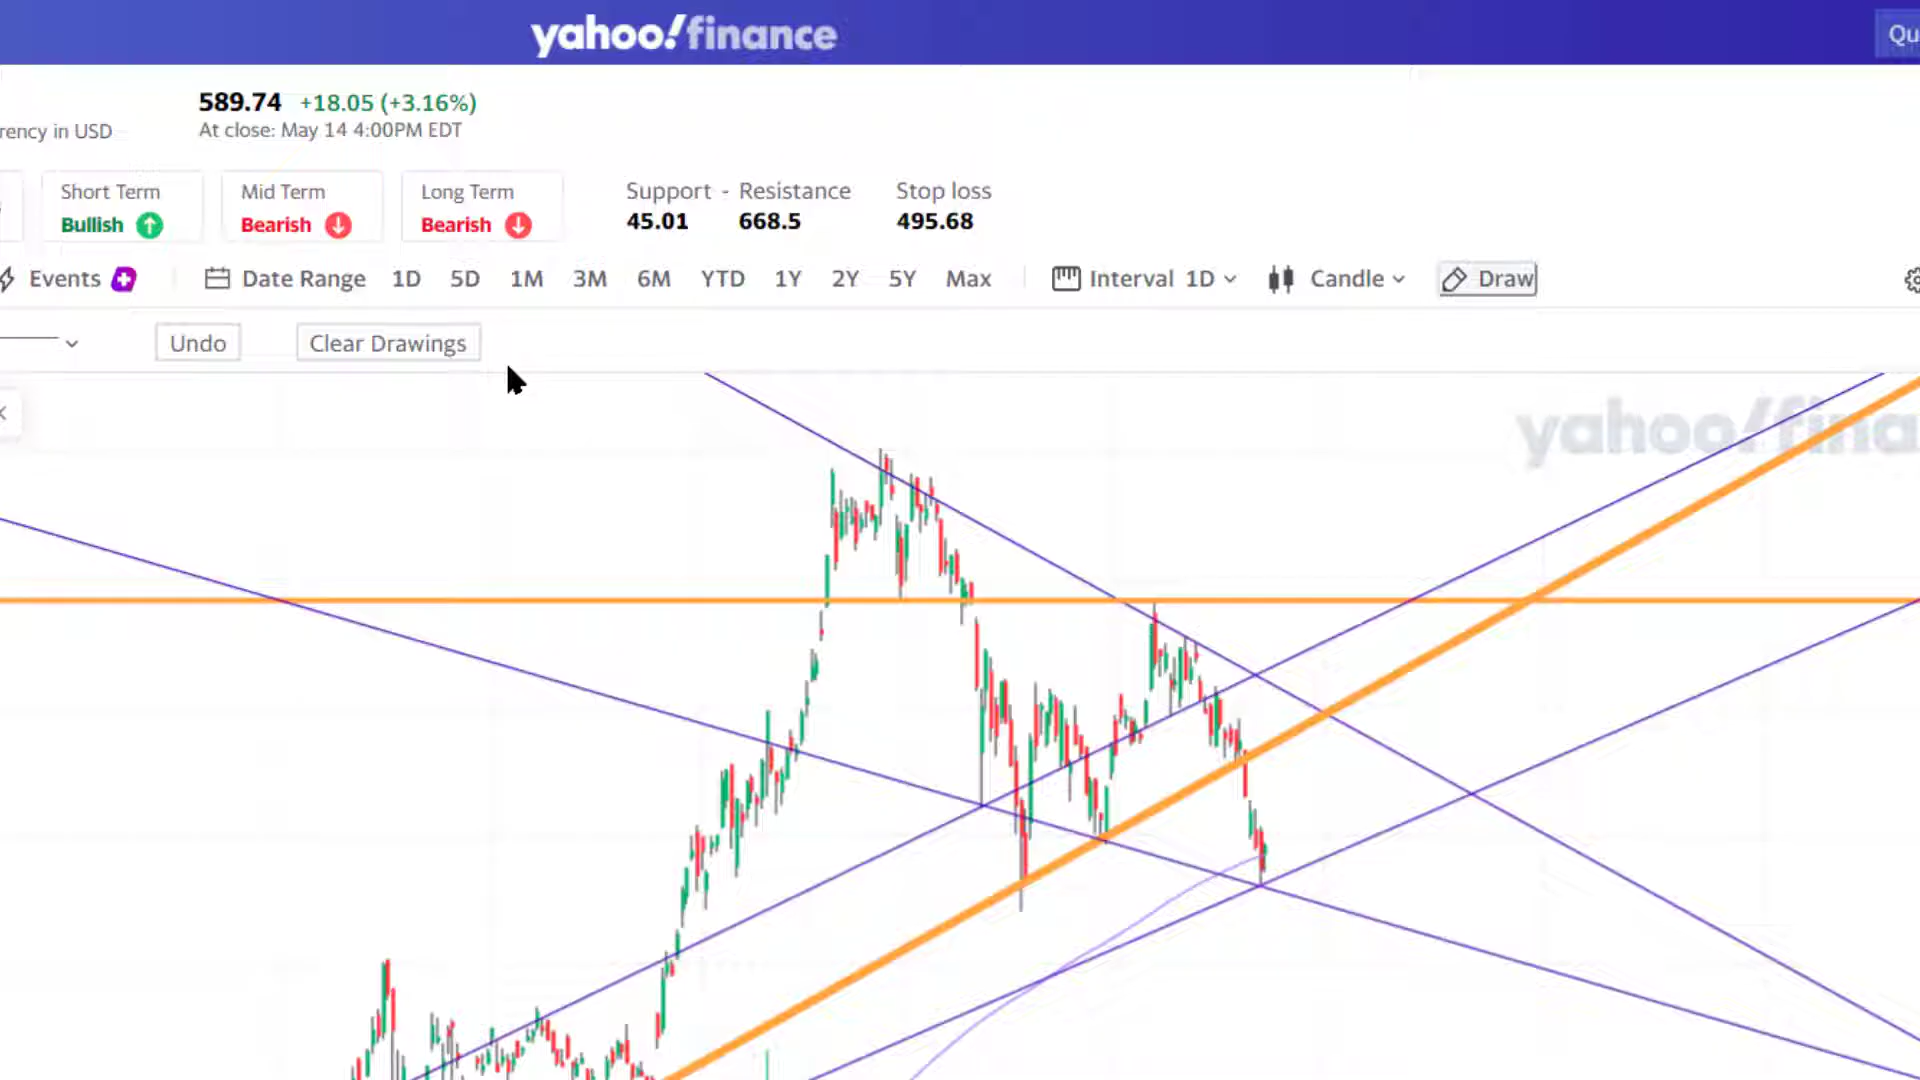 yahoo!finance
Qu
589.74 +18.05 (+3.16%)
rency in USD
At close: May 14 4:00PM EDT
Short Term
Bullish
Mid Term
Bearish
Long Term
Bearish
Support - Resistance
45.01 668.5
Stop loss
495.68
Events Date Range 1D 5D 1M 3M 6M YTD 1Y 2Y 5Y Max Interval 1D Candle Draw
Undo Clear Drawings
yahoo!fina